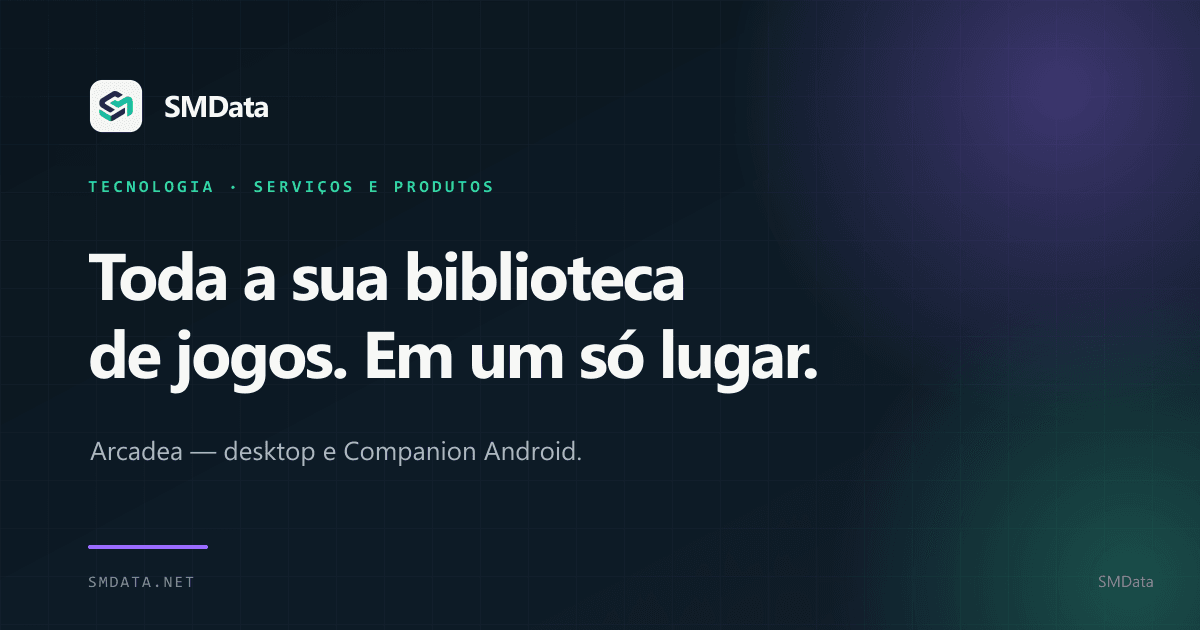 SMData
TECNOLOGIA · SERVIÇOS E PRODUTOS
Toda a sua biblioteca
de jogos. Em um só lugar.
Arcadea — desktop e Companion Android.
SMDATA.NET
SMData